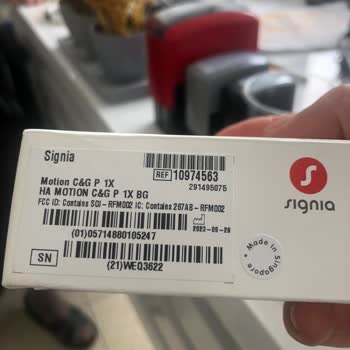 Signia
REF 10974563
291495075
Motion C&G P 1X
HA MOTION C&G P 1X BG
FCC ID: Contains SGI - RFM002 IC: Contains 267AB - RFM002
2023-09-28
(01)05714880105247
SN
(21)WEQ3622
signia
Made in Singapore